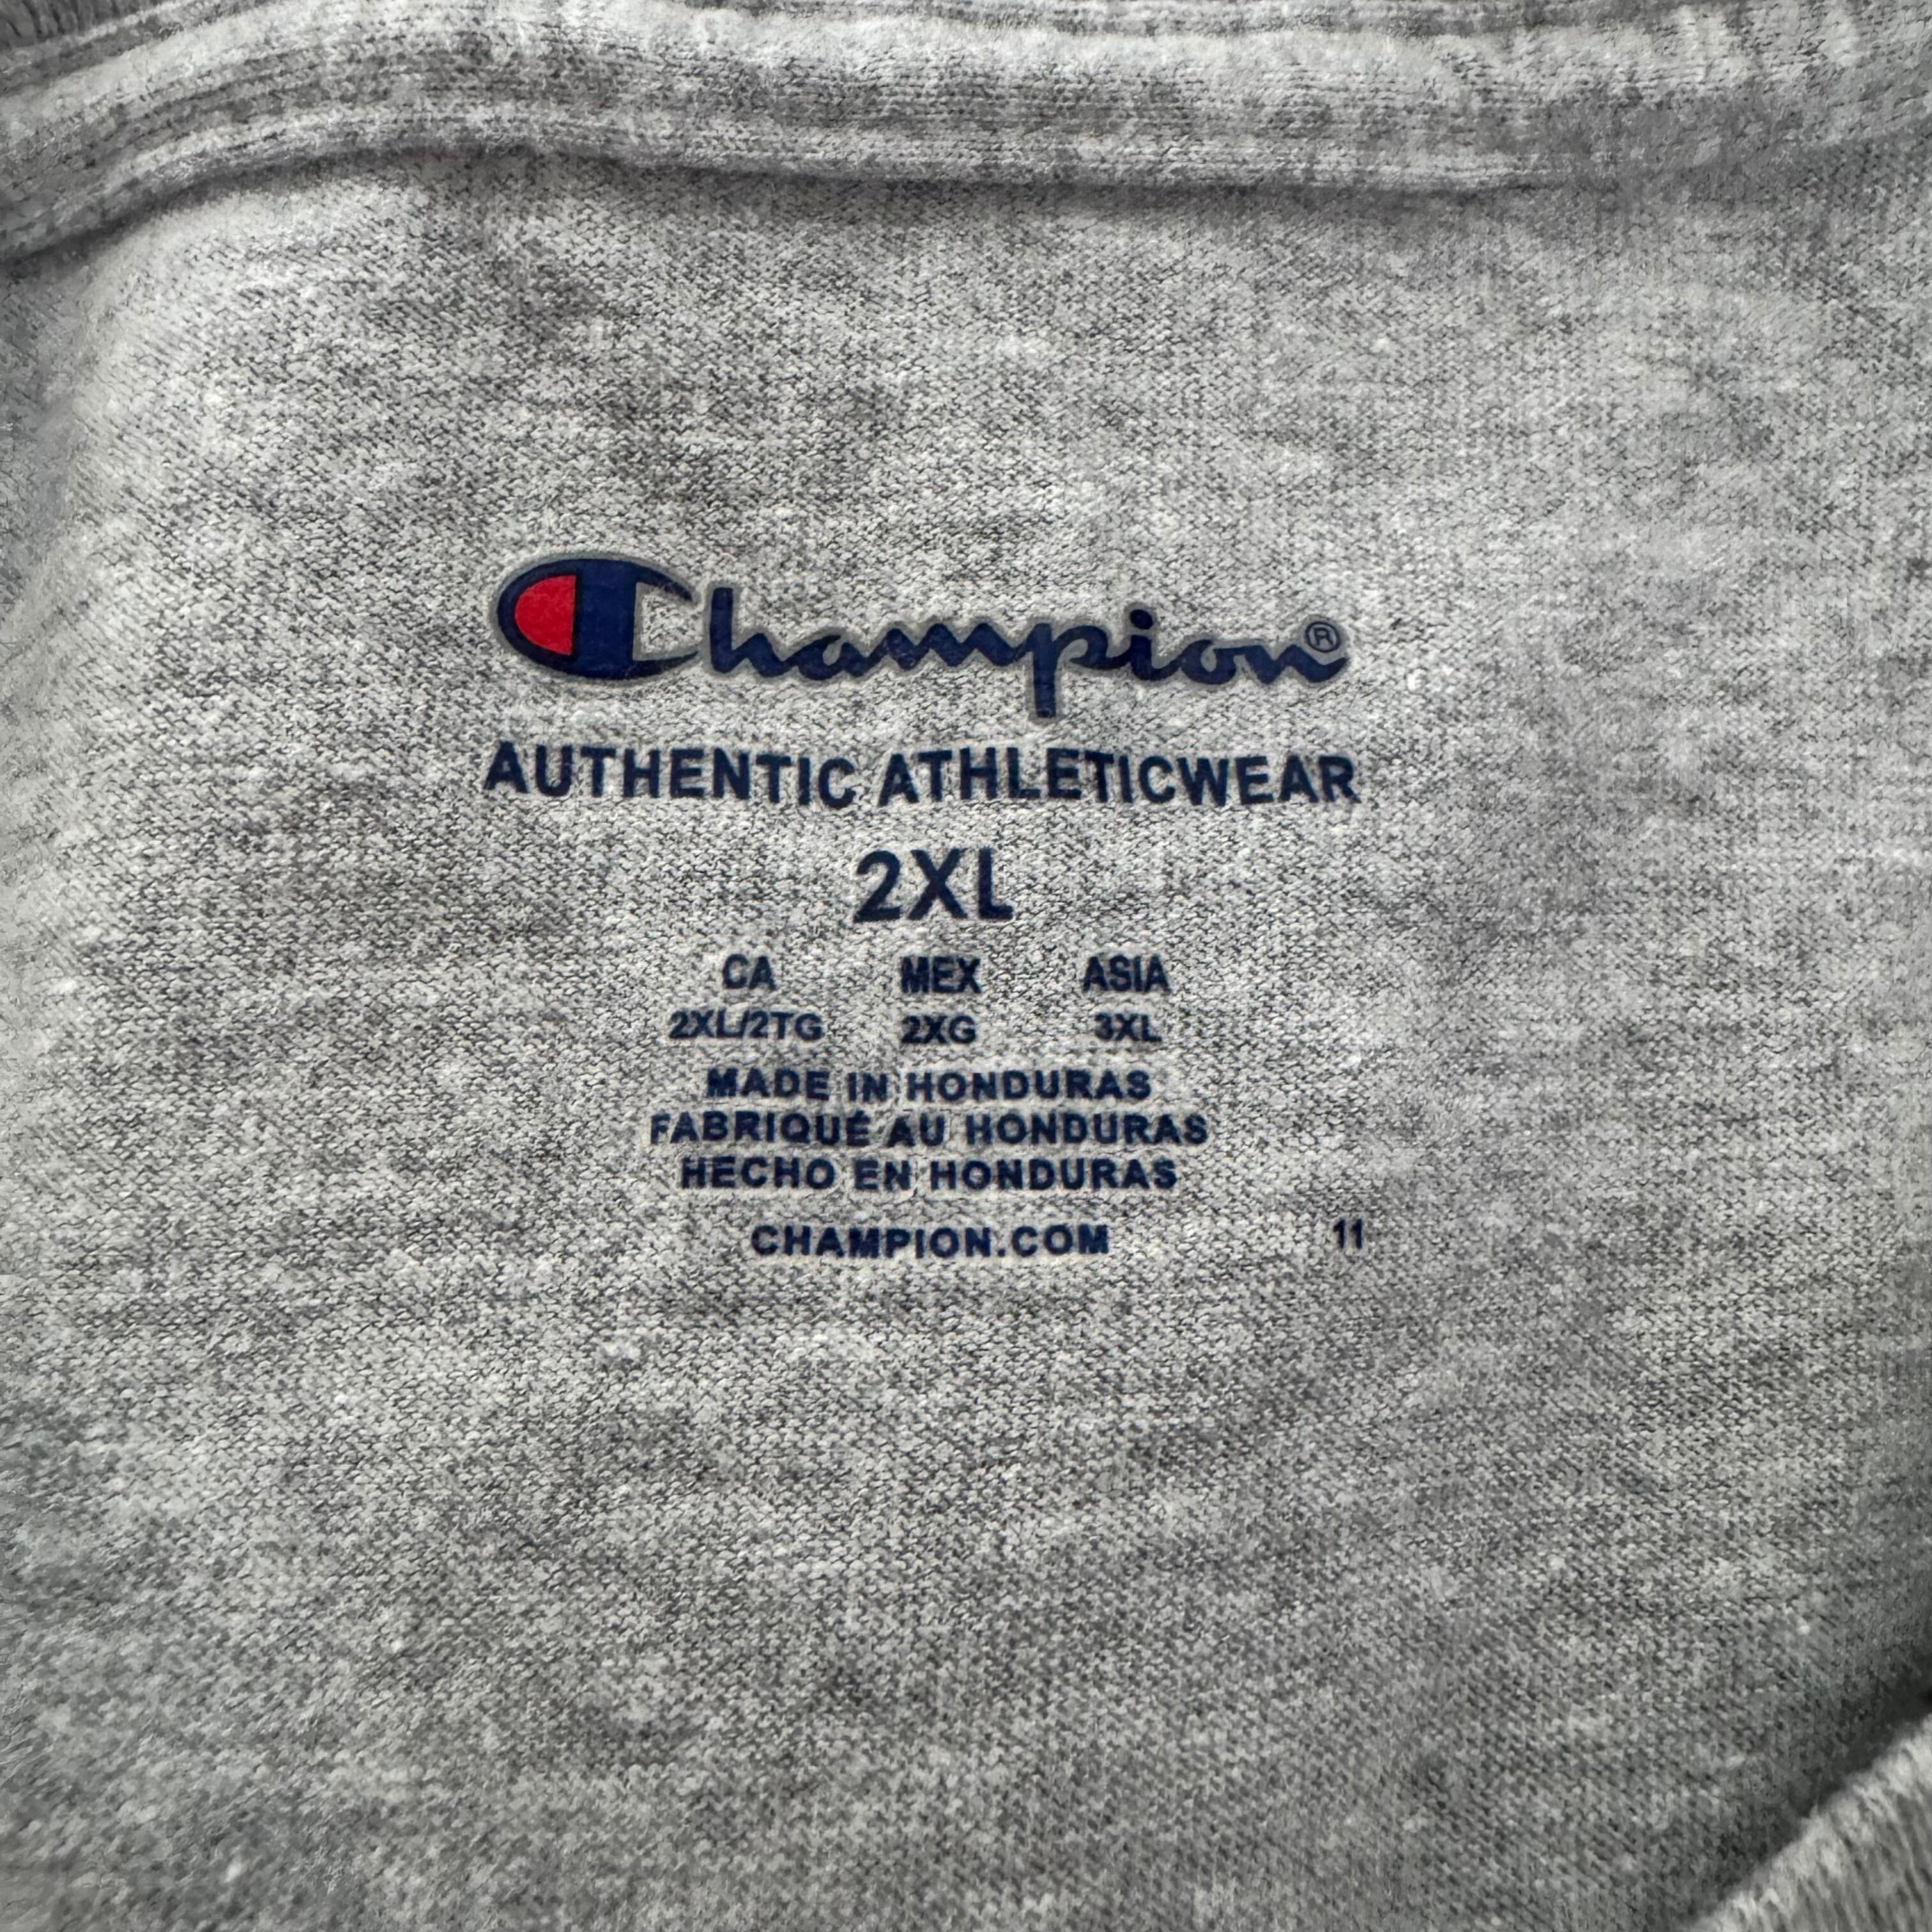 Champion®
AUTHENTIC ATHLETICWEAR
2XL
CA MEX ASIA
2XL/2TG 2XG 3XL
MADE IN HONDURAS
FABRIQUÉ AU HONDURAS
HECHO EN HONDURAS
CHAMPION.COM 11